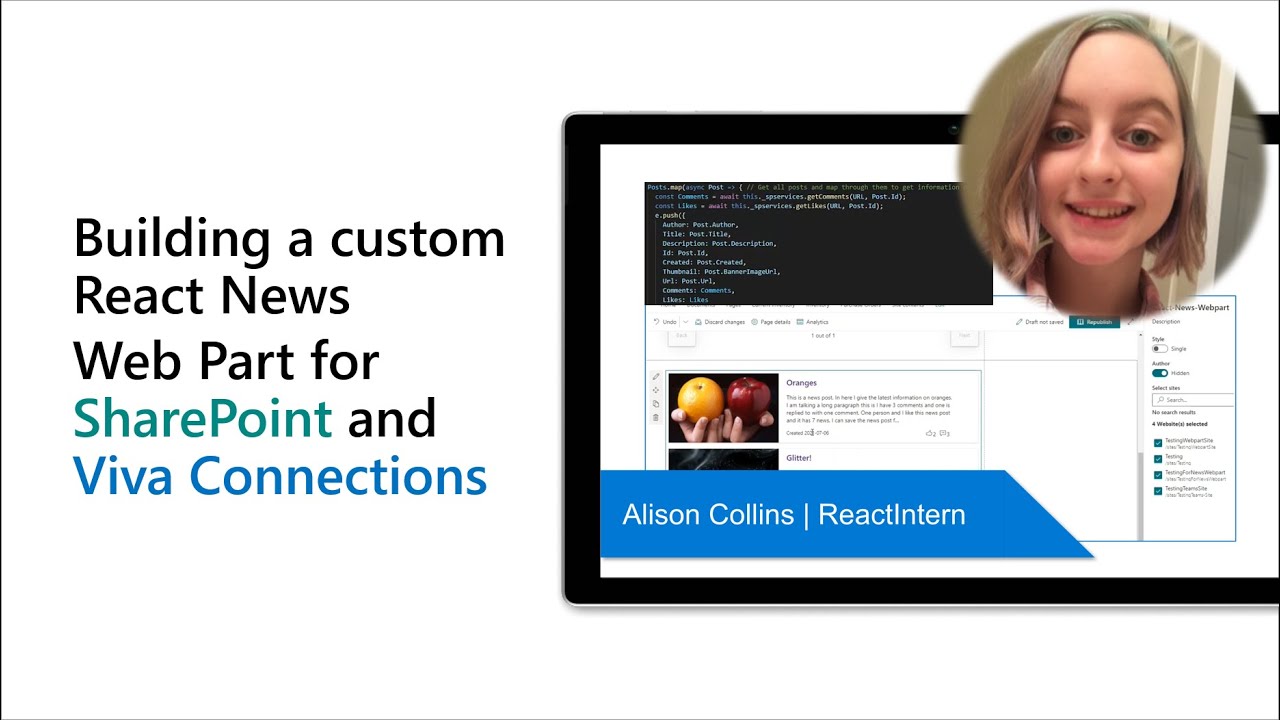 Building a custom
React News
Web Part for
SharePoint and
Viva Connections
Posts.map(async Post => { // Get all posts and map through them to get information
const Comments = await this._spservices.getComments(URL, Post.Id);
const Likes = await this._spservices.getLikes(URL, Post.Id);
e.push({
Author: Post.Author,
Title: Post.Title,
Description: Post.Description,
Id: Post.Id,
Created: Post.Created,
Thumbnail: Post.BannerImageUrl,
Url: Post.Url,
Comments: Comments,
Likes: Likes
Undo
Discard changes
Page details
Analytics
Draft not saved
Republish
Back
1 out of 1
Next
Oranges
This is a news post. In here I give the latest information on oranges.
I am talking a long paragraph this is I have 3 comments and one is
replied to with one comment. One person and I like this news post
and it has 7 news. I can save the news post f...
2
3
Glitter!
-News-Webpart
Description
Style
Single
Author
Hidden
Select sites
Search...
No search results
4 Website(s) selected
TestingWebpartSite
/sites/TestingWebpartSite
Testing
/sites/Testing
TestingForNewsWebpart
/sites/TestingForNewsWebpart
TestingTeamsSite
/sites/TestingTeamsSite
Alison Collins | ReactIntern